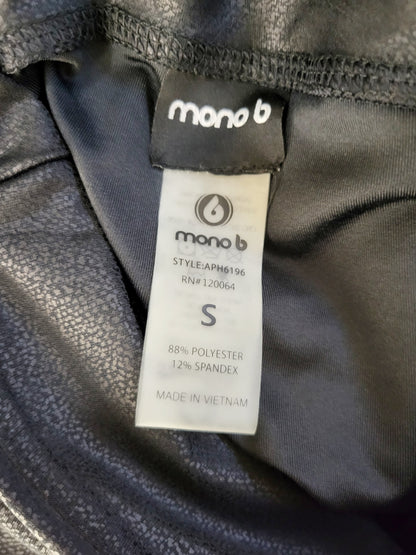 mono b
mono b
STYLE:APH6196
RN#120064
S
88% POLYESTER
12% SPANDEX
MADE IN VIETNAM